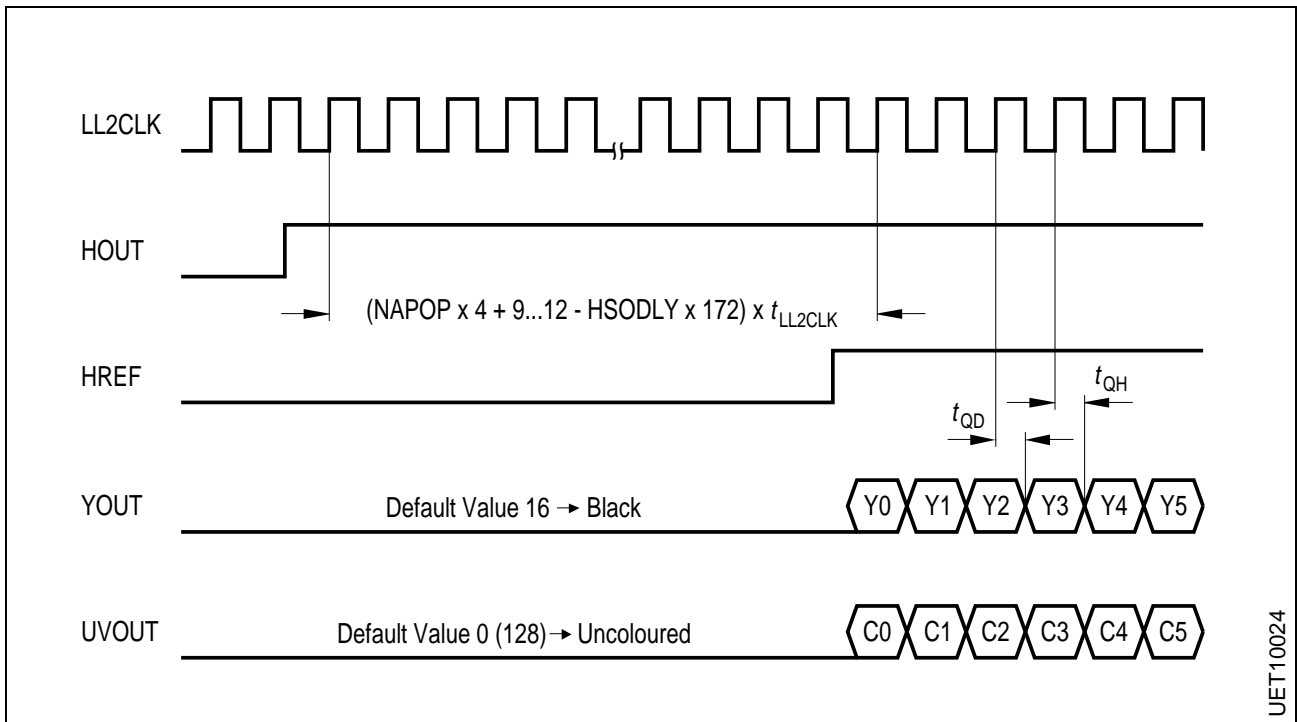 LL2CLK
HOUT
(NAPOP x 4 + 9...12 - HSODLY x 172) x tLL2CLK
HREF
tQH
tQD
YOUT
Default Value 16 → Black
Y0 Y1 Y2 Y3 Y4 Y5
UVOUT
Default Value 0 (128) → Uncoloured
C0 C1 C2 C3 C4 C5
UET10024